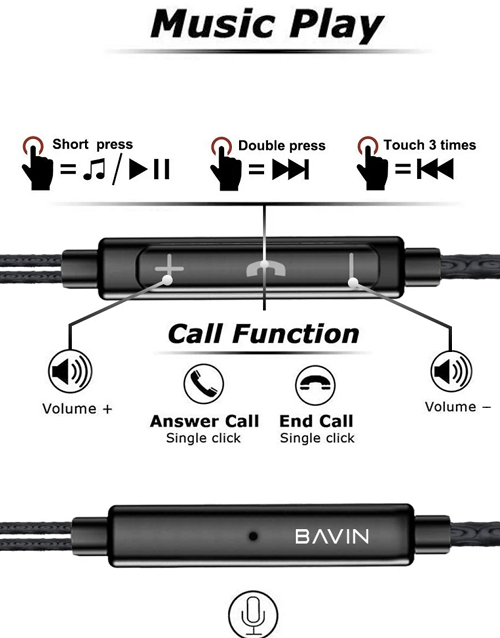 Music Play
Short press
Double press
Touch 3 times
Call Function
Volume +
Volume −
Answer Call
Single click
End Call
Single click
BAVIN